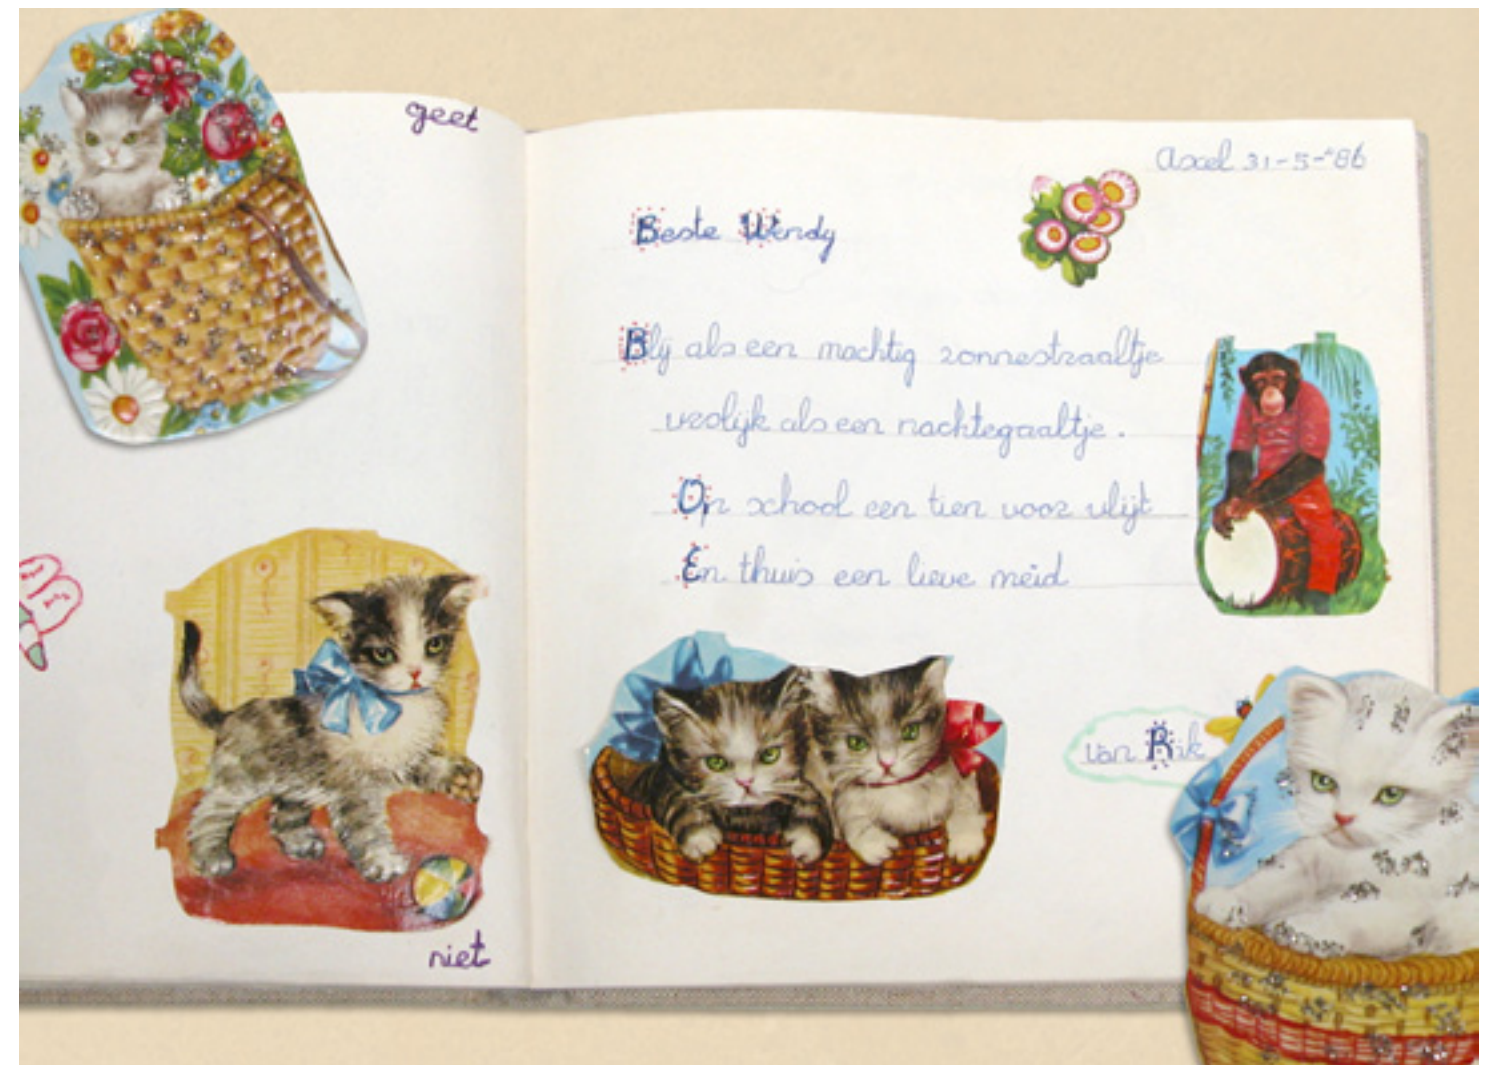 geet
niet
Axel 31-5-'86
Beste Wendy
Blij als een machtig zonnestraaltje
vrolijk als een nachtegaaltje.
Op school een tien voor vlijt
En thuis een lieve meid
van Rik